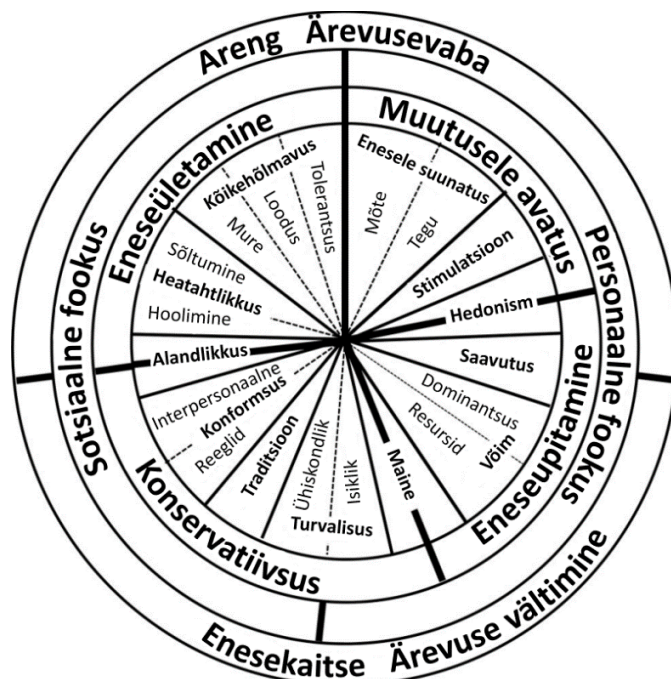 Areng
Ärevusevaba
Eneseületamine
Muutusele avatus
Kõikehõlmavus
Enesele suunatus
Tolerantsus
Loodus
Mure
Mõte
Tegu
Sõltumine
Heatahtlikkus
Hoolimine
Stimulatsioon
Hedonism
Alandlikkus
Saavutus
Interpersonaalne
Konformsus
Reeglid
Dominantsus
Resursid
Võim
Traditsioon
Ühiskondlik
Isiklik
Turvalisus
Maine
Sotsiaalne fookus
Personaalne fookus
Konservatiivsus
Eneseupitamine
Enesekaitse
Ärevuse vältimine